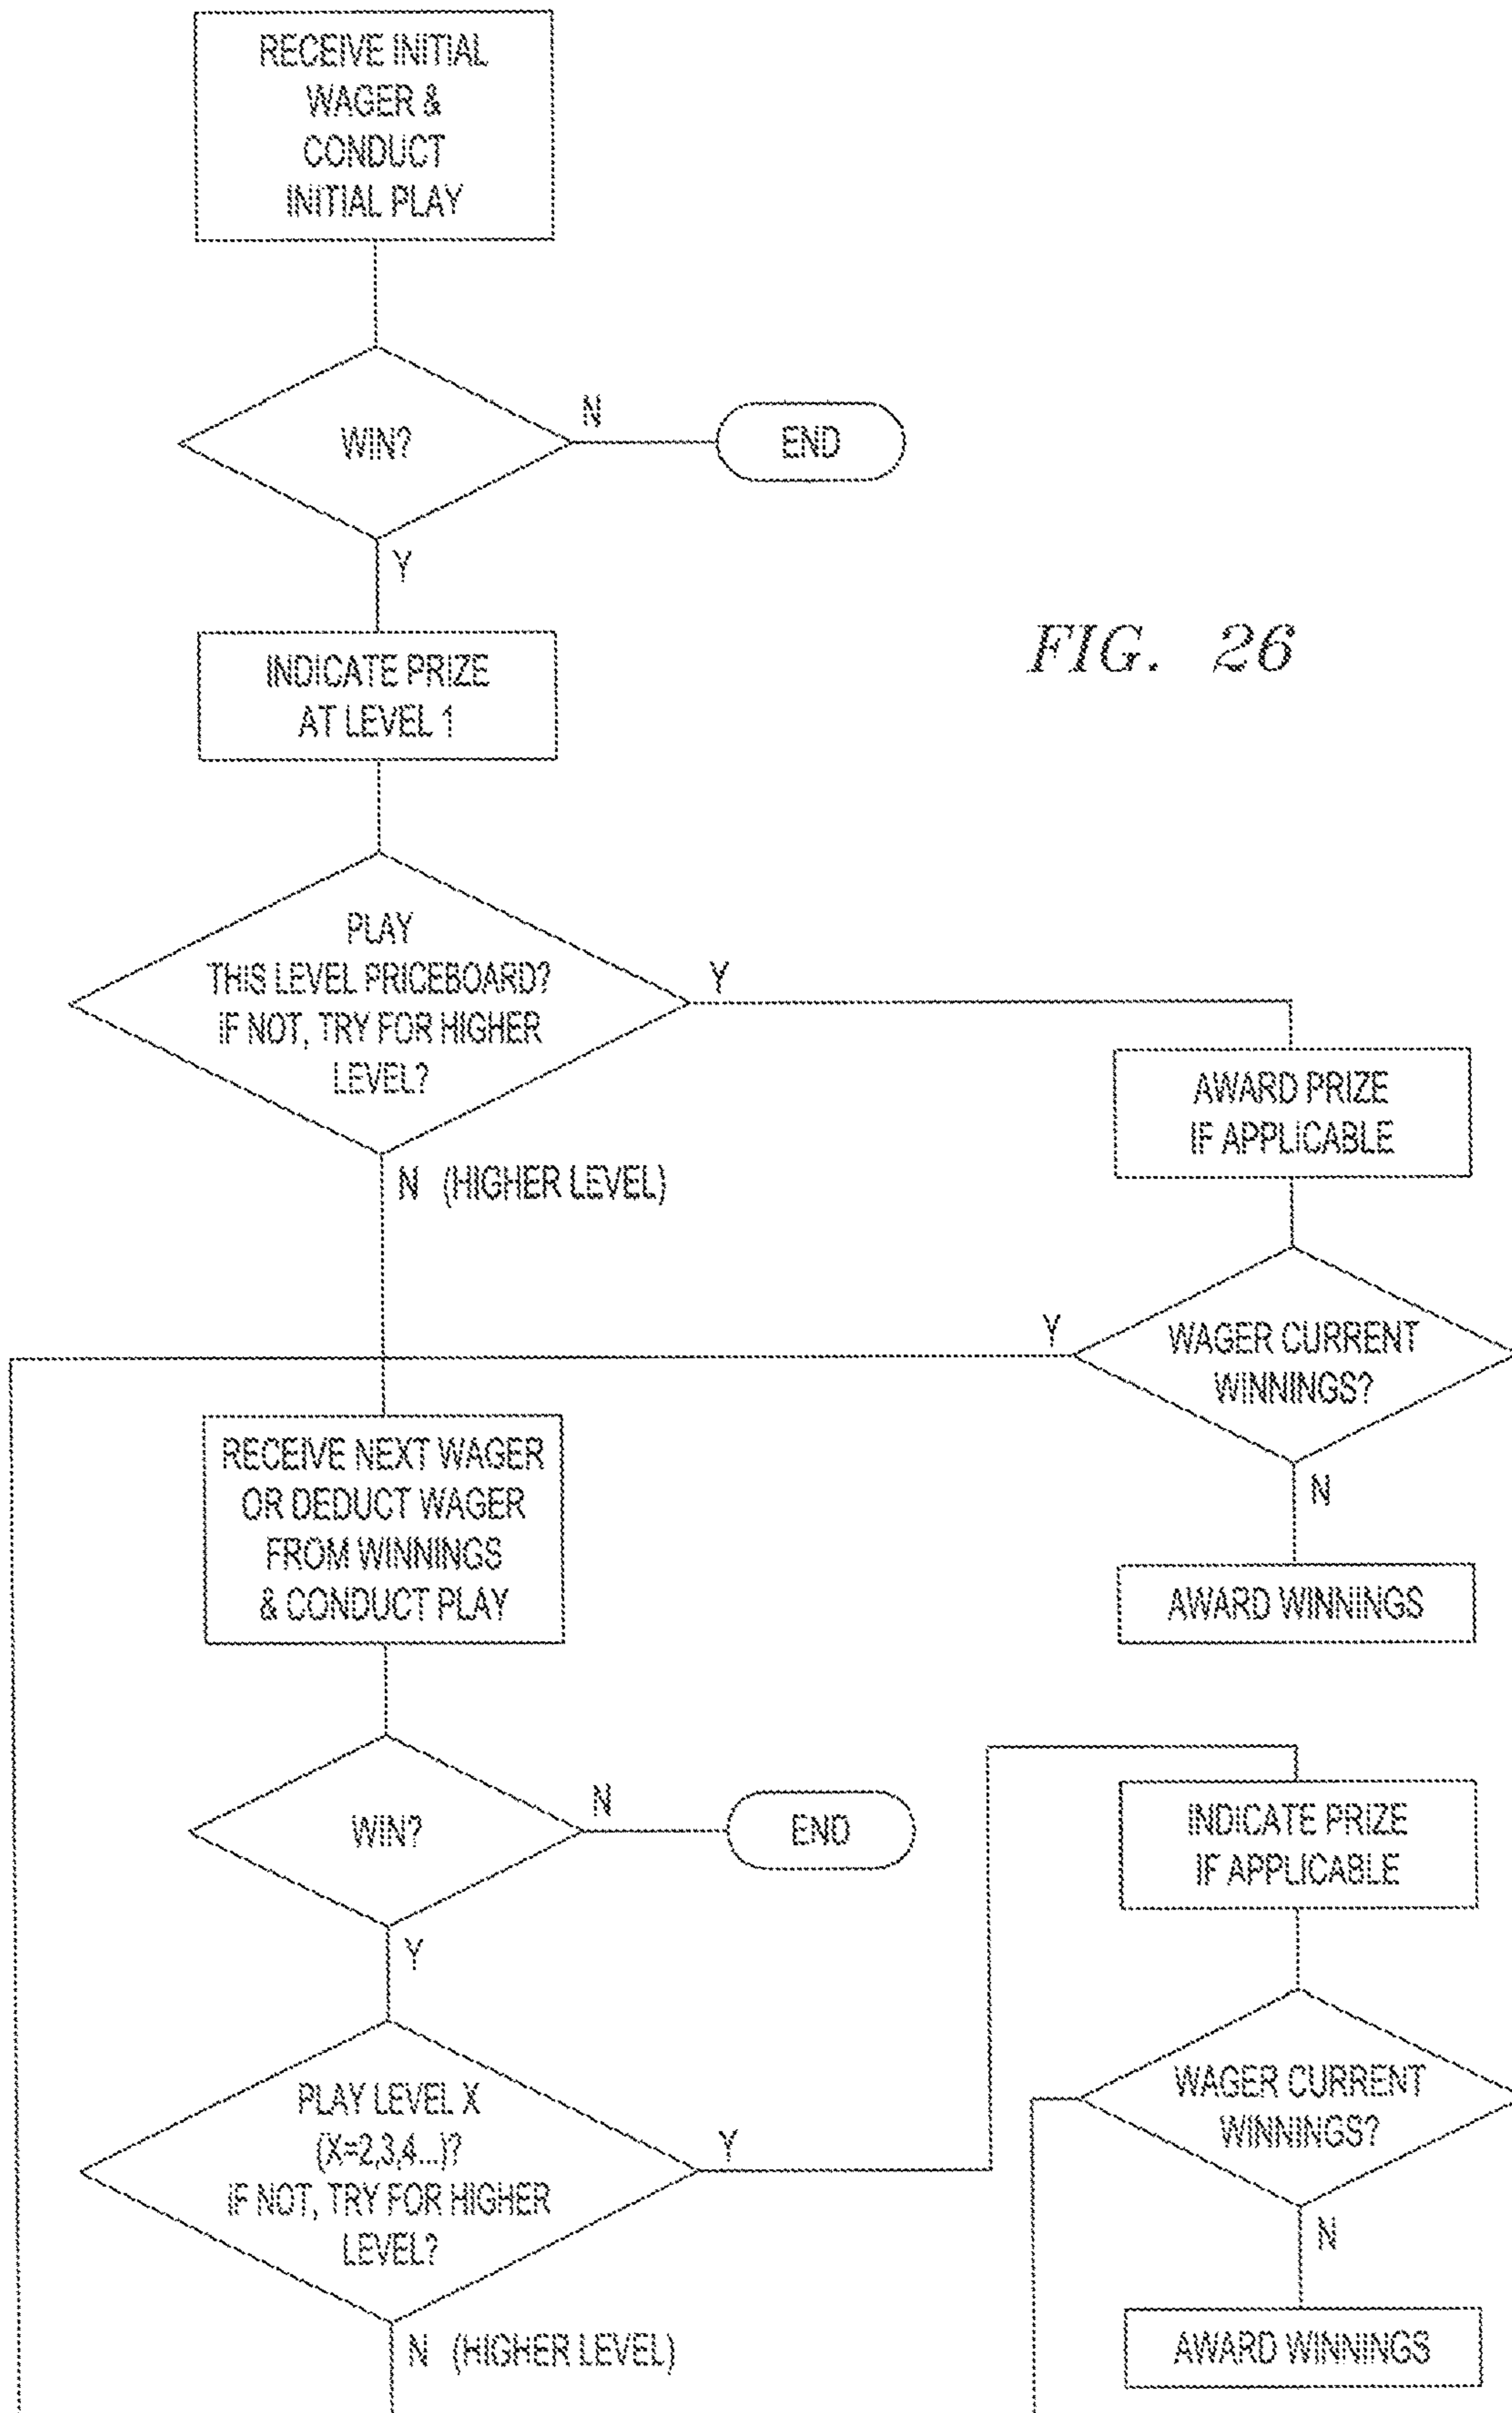 RECEIVE INITIAL
WAGER &
CONDUCT
INITIAL PLAY
WIN?
N
END
Y
INDICATE PRIZE
AT LEVEL 1
FIG. 26
PLAY
THIS LEVEL PRICEBOARD?
IF NOT, TRY FOR HIGHER
LEVEL?
Y
N (HIGHER LEVEL)
AWARD PRIZE
IF APPLICABLE
WAGER CURRENT
WINNINGS?
Y
N
AWARD WINNINGS
RECEIVE NEXT WAGER
OR DEDUCT WAGER
FROM WINNINGS
& CONDUCT PLAY
WIN?
N
END
Y
PLAY LEVEL X
(X=2,3,4...)?
IF NOT, TRY FOR HIGHER
LEVEL?
Y
N (HIGHER LEVEL)
INDICATE PRIZE
IF APPLICABLE
WAGER CURRENT
WINNINGS?
N
AWARD WINNINGS